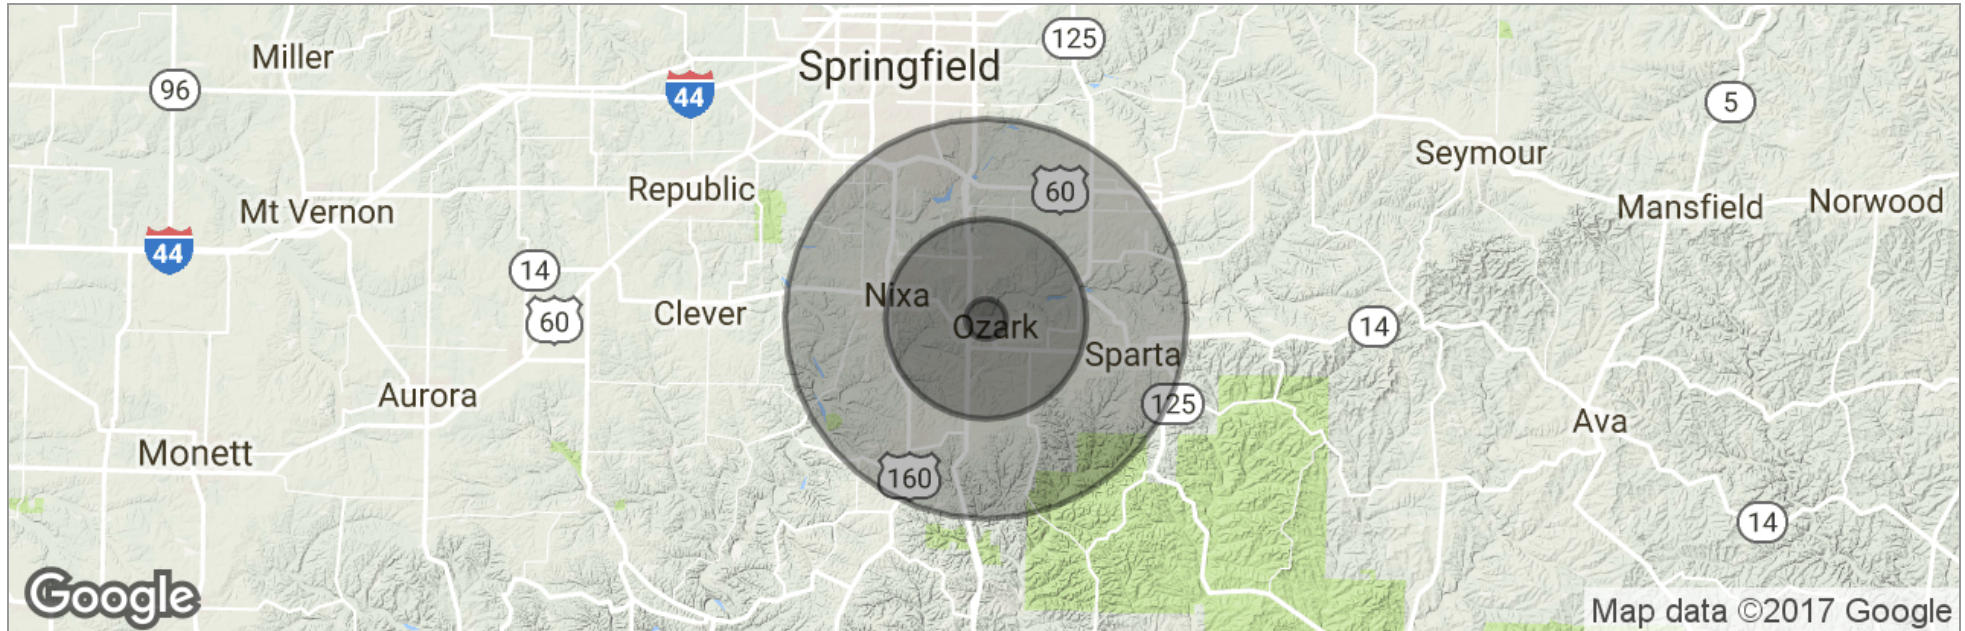 Miller
Springfield
125
96
44
5
Seymour
Republic
60
Mt Vernon
Mansfield
Norwood
44
14
Nixa
60
Clever
Ozark
14
Sparta
Aurora
125
Ava
Monett
160
14
Google
Map data ©2017 Google